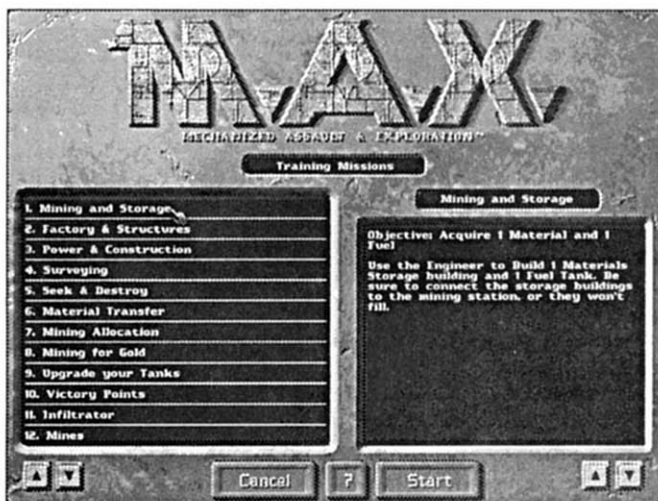 M.A.X
MECHANIZED ASSAULT & EXPLORATION™
Training Missions
1. Mining and Storage
2. Factory & Structures
3. Power & Construction
4. Surveying
5. Seek & Destroy
6. Material Transfer
7. Mining Allocation
8. Mining for Gold
9. Upgrade your Tanks
10. Victory Points
11. Infiltrator
12. Mines
Mining and Storage
Objective: Acquire 1 Material and 1
Fuel
Use the Engineer to Build 1 Materials
Storage building and 1 Fuel Tank. Be
sure to connect the storage buildings
to the mining station, or they won't
fill.
Cancel
?
Start